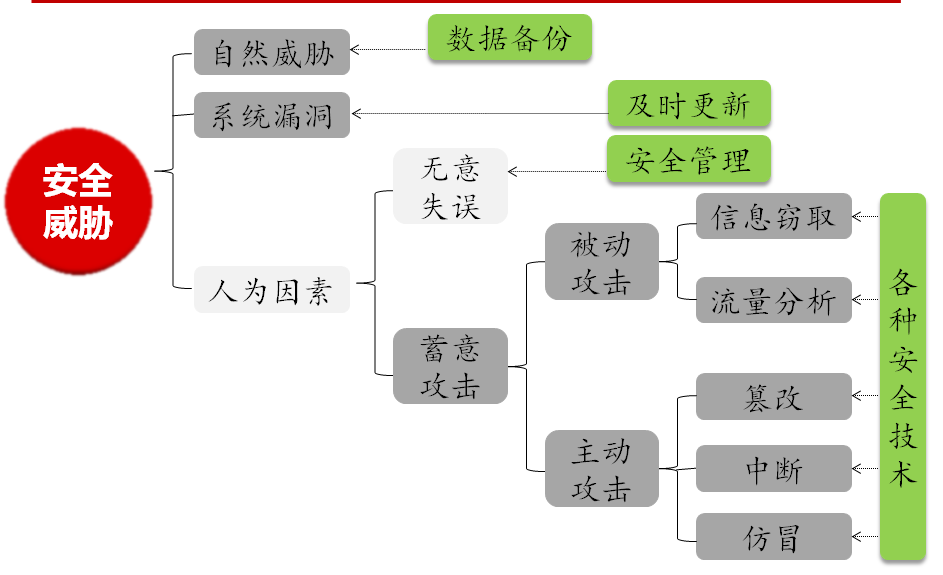 安全
威胁
自然威胁
数据备份
系统漏洞
及时更新
人为因素
无意
失误
安全管理
蓄意
攻击
被动
攻击
信息窃取
流量分析
主动
攻击
篡改
中断
仿冒
各种安全技术